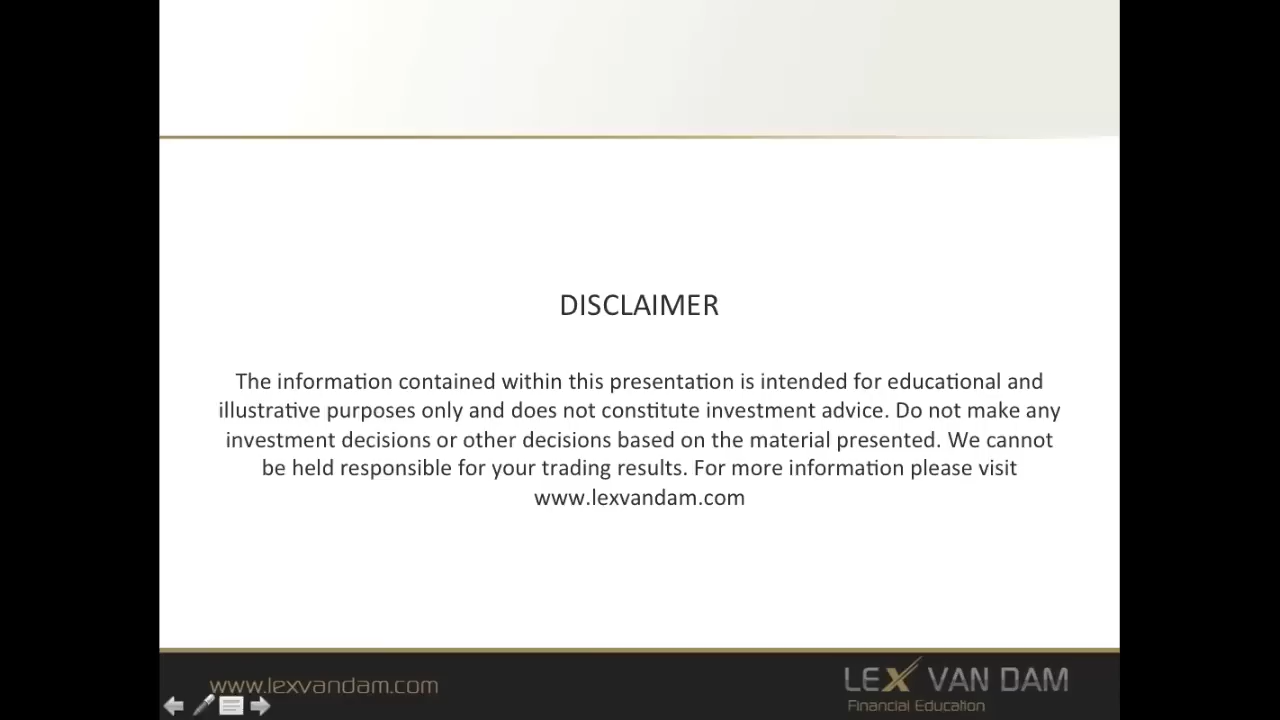 DISCLAIMER
The information contained within this presentation is intended for educational and
illustrative purposes only and does not constitute investment advice. Do not make any
investment decisions or other decisions based on the material presented. We cannot
be held responsible for your trading results. For more information please visit
www.lexvandam.com
www.lexvandam.com
LEX VAN DAM
Financial Education